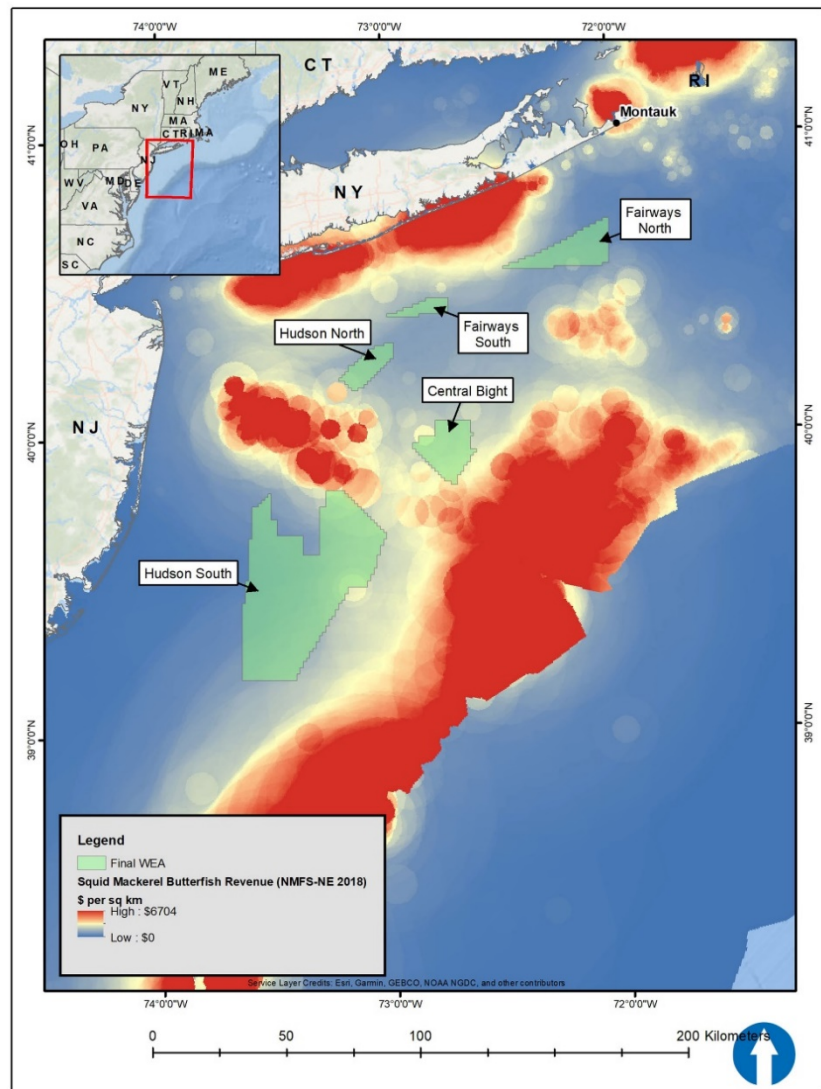 74°0'0"W
73°0'0"W
72°0'0"W
ME
VT
NH
NY
MA
CT
RI
MA
OH
PA
NJ
WV
MD
DE
VA
NC
SC
CT
RI
Montauk
41°0'0"N
41°0'0"N
NY
Fairways
North
Hudson North
Fairways
South
Central Bight
NJ
40°0'0"N
40°0'0"N
Hudson South
39°0'0"N
39°0'0"N
Legend
Final WEA
Squid Mackerel Butterfish Revenue (NMFS-NE 2018)
$ per sq km
High : $6704
Low : $0
Service Layer Credits: Esri, Garmin, GEBCO, NOAA NGDC, and other contributors
74°0'0"W
73°0'0"W
72°0'0"W
0
50
100
200 Kilometers